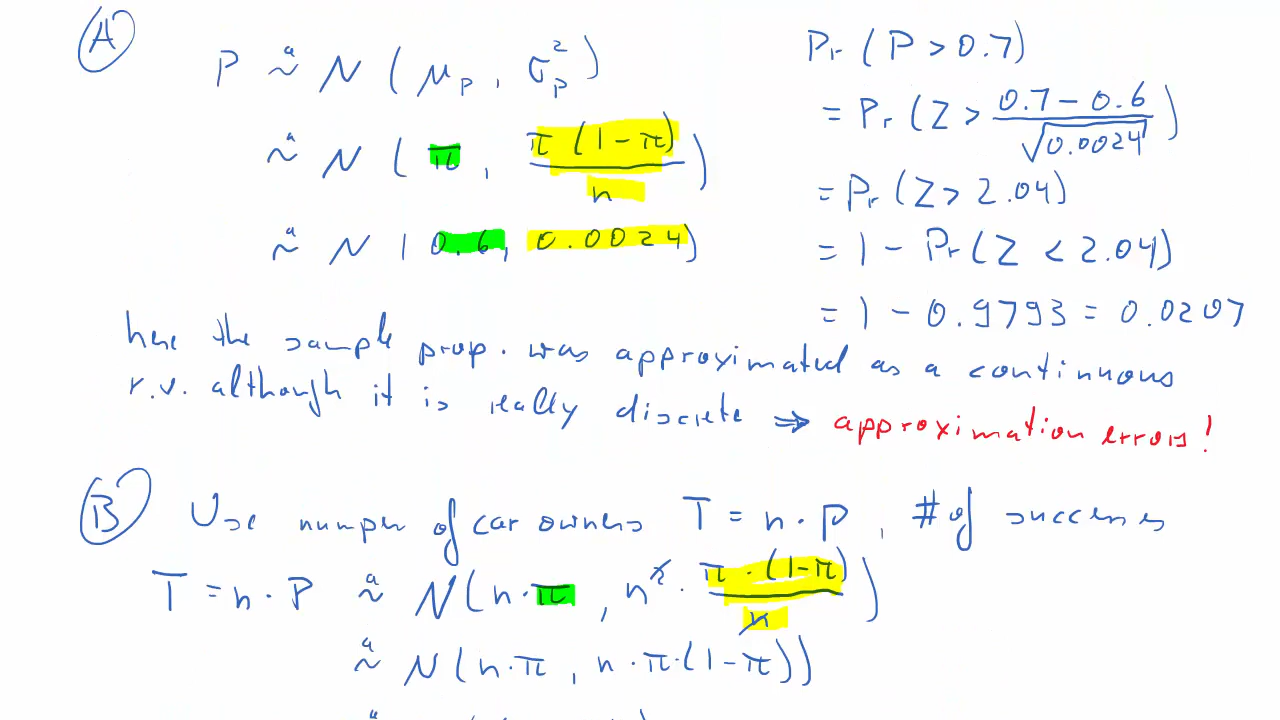 A
P ᵃ~ N ( μ_P , σ_P² )
ᵃ~ N ( π , π (1-π) / n )
ᵃ~ N ( 0.6, 0.0024)
Pr (P > 0.7)
= Pr (Z > (0.7 - 0.6) / √0.0024 )
= Pr (Z > 2.04)
= 1 - Pr (Z < 2.04)
= 1 - 0.9793 = 0.0207
here the sample prop. was approximated as a continuous
r.v. although it is really discrete ⇒ approximation errors!
B Use number of car owners T = n · P , # of successes
T = n · P ᵃ~ N (n · π , n² · π · (1-π) / n )
ᵃ~ N (n · π , n · π · (1-π))